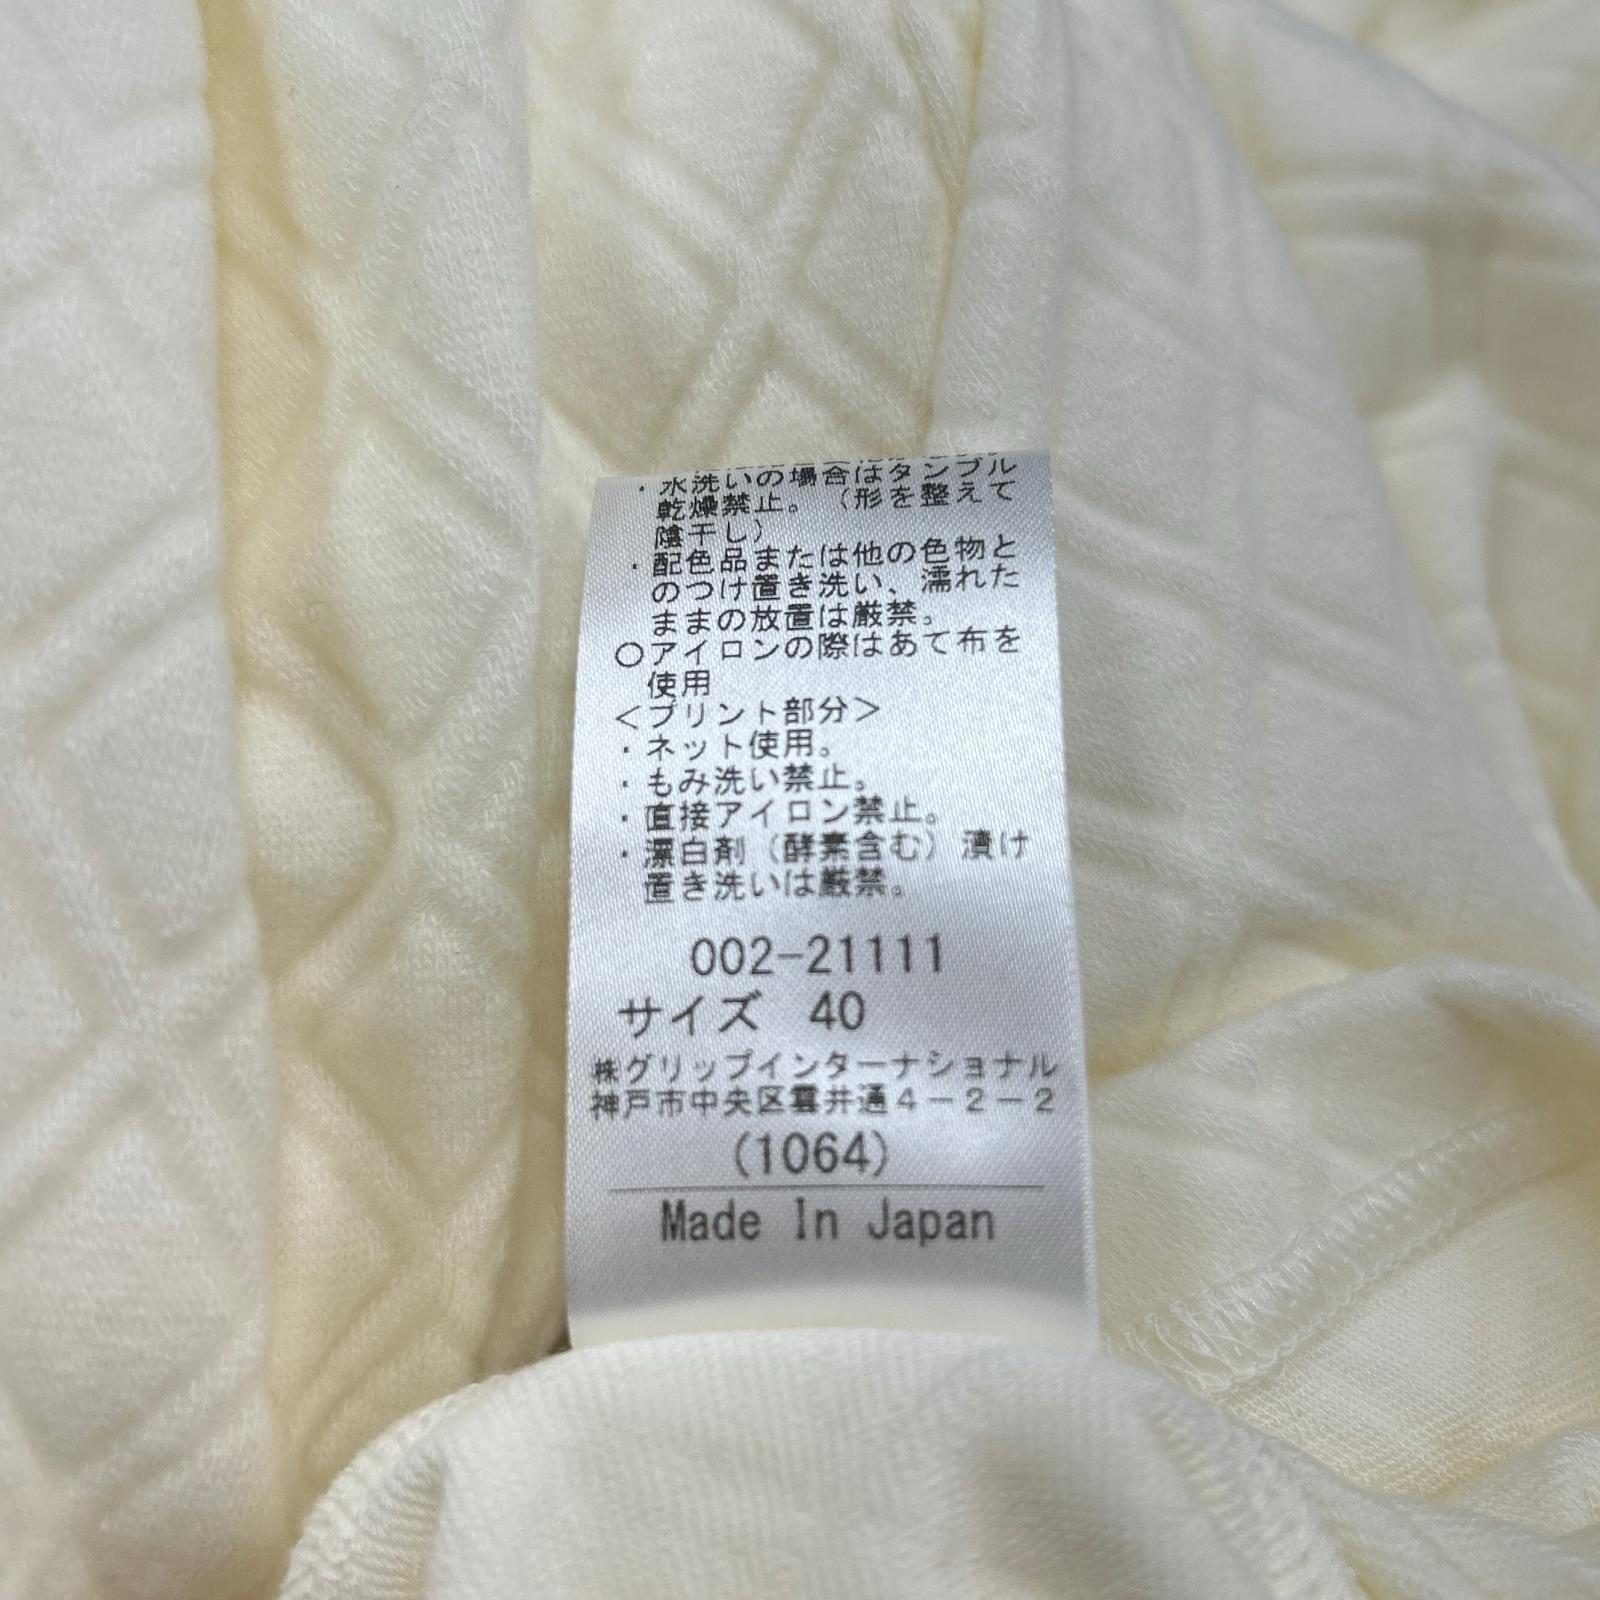 ・水洗いの場合はタンブル
乾燥禁止。（形を整えて
陰干し）
・配色品または他の色物と
のつけ置き洗い、濡れた
ままの放置は厳禁。
○アイロンの際はあて布を
使用
＜プリント部分＞
・ネット使用。
・もみ洗い禁止。
・直接アイロン禁止。
・漂白剤（酵素含む）漬け
置き洗いは厳禁。
002-21111
サイズ 40
㈱グリップインターナショナル
神戸市中央区雲井通４－２－２
(1064)
Made In Japan